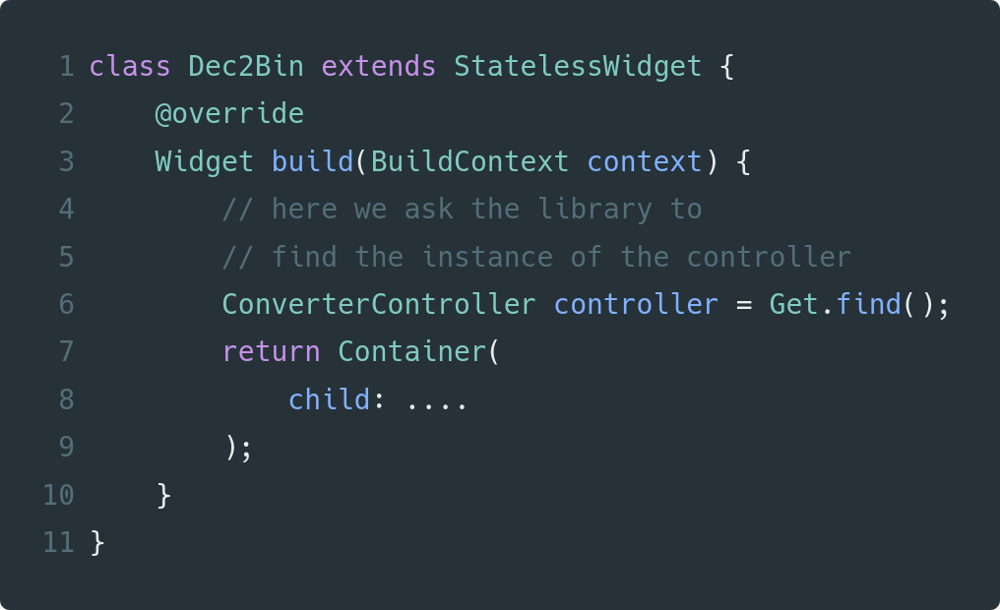 1 class Dec2Bin extends StatelessWidget {
2     @override
3     Widget build(BuildContext context) {
4         // here we ask the library to
5         // find the instance of the controller
6         ConverterController controller = Get.find();
7         return Container(
8             child: ....
9         );
10     }
11 }